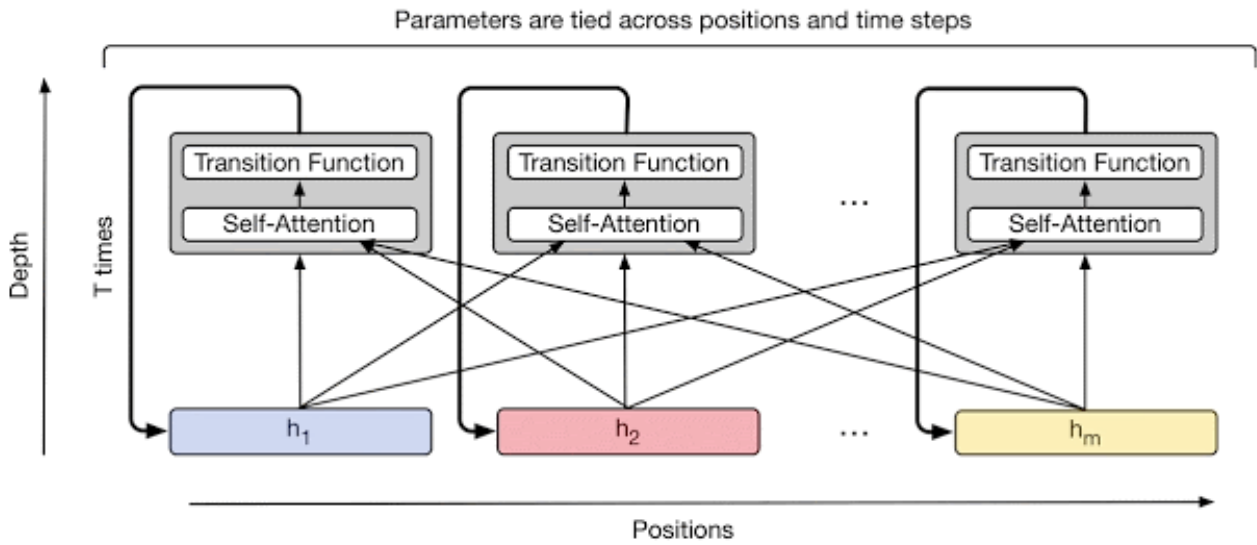 Parameters are tied across positions and time steps
Depth
T times
Transition Function
Self-Attention
Transition Function
Self-Attention
...
Transition Function
Self-Attention
h₁
h₂
...
hₘ
Positions